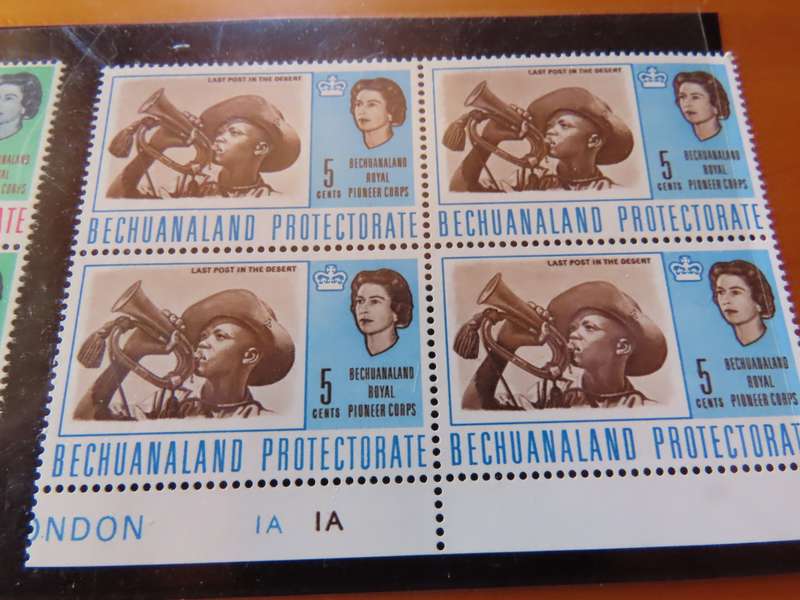 LAST POST IN THE DESERT
5
CENTS
BECHUANALAND
ROYAL
PIONEER CORPS
BECHUANALAND PROTECTORATE
LAST POST IN THE DESERT
5
CENTS
BECHUANALAND
ROYAL
PIONEER CORPS
BECHUANALAND PROTECTORATE
LAST POST IN THE DESERT
5
CENTS
BECHUANALAND
ROYAL
PIONEER CORPS
BECHUANALAND PROTECTORATE
LAST POST IN THE DESERT
5
CENTS
BECHUANALAND
ROYAL
PIONEER CORPS
BECHUANALAND PROTECTORATE
ONDON 1A 1A